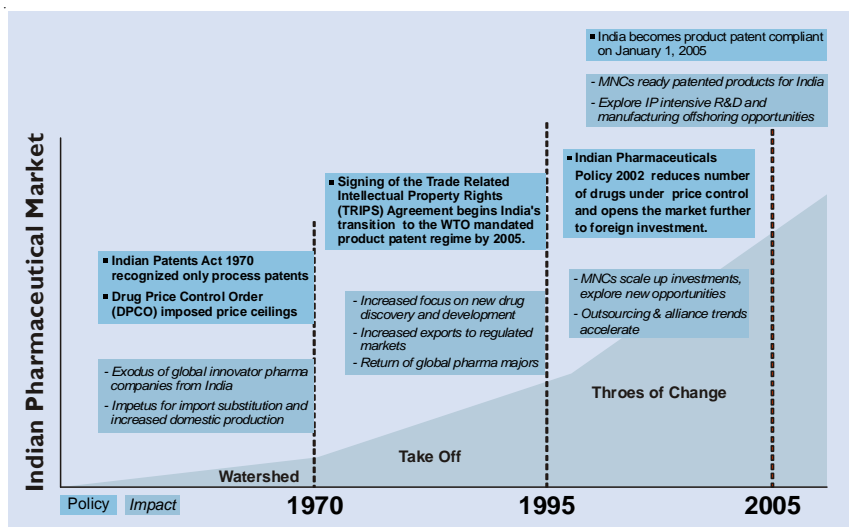 ■ India becomes product patent compliant
on January 1, 2005
- MNCs ready patented products for India
- Explore IP intensive R&D and
manufacturing offshoring opportunities
■ Indian Pharmaceuticals
Policy 2002 reduces number
of drugs under price control
and opens the market further
to foreign investment.
■ Signing of the Trade Related
Intellectual Property Rights
(TRIPS) Agreement begins India's
transition to the WTO mandated
product patent regime by 2005.
■ Indian Patents Act 1970
recognized only process patents
■ Drug Price Control Order
(DPCO) imposed price ceilings
- MNCs scale up investments,
explore new opportunities
- Outsourcing & alliance trends
accelerate
- Increased focus on new drug
discovery and development
- Increased exports to regulated
markets
- Return of global pharma majors
- Exodus of global innovator pharma
companies from India
- Impetus for import substitution and
increased domestic production
Indian Pharmaceutical Market
Throes of Change
Take Off
Watershed
Policy
Impact
1970
1995
2005